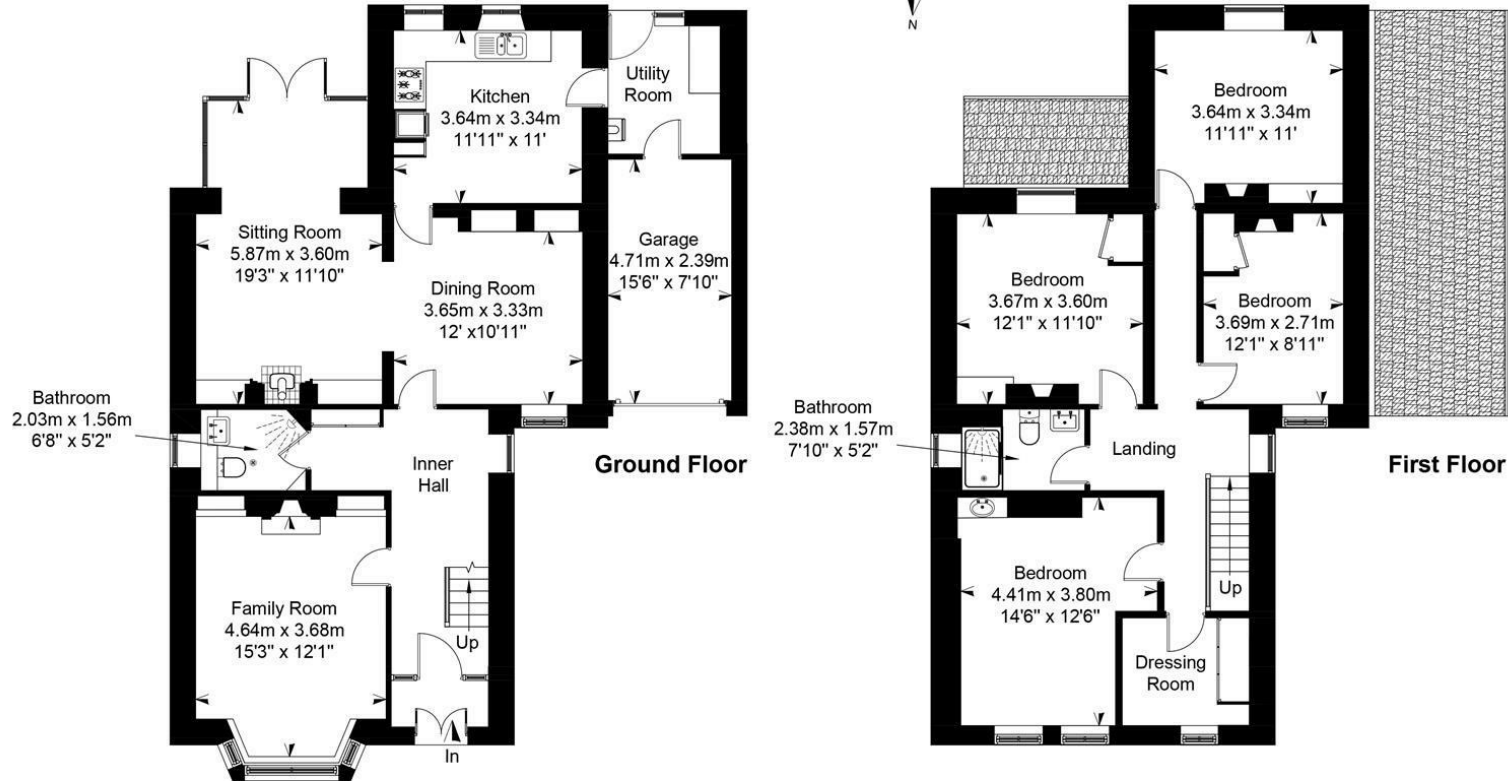 N
Kitchen
3.64m x 3.34m
11'11" x 11'
Utility
Room
Sitting Room
5.87m x 3.60m
19'3" x 11'10"
Dining Room
3.65m x 3.33m
12' x10'11"
Garage
4.71m x 2.39m
15'6" x 7'10"
Bathroom
2.03m x 1.56m
6'8" x 5'2"
Inner
Hall
Ground Floor
Family Room
4.64m x 3.68m
15'3" x 12'1"
Up
In
Bedroom
3.64m x 3.34m
11'11" x 11'
Bedroom
3.67m x 3.60m
12'1" x 11'10"
Bedroom
3.69m x 2.71m
12'1" x 8'11"
Bathroom
2.38m x 1.57m
7'10" x 5'2"
Landing
First Floor
Bedroom
4.41m x 3.80m
14'6" x 12'6"
Up
Dressing
Room